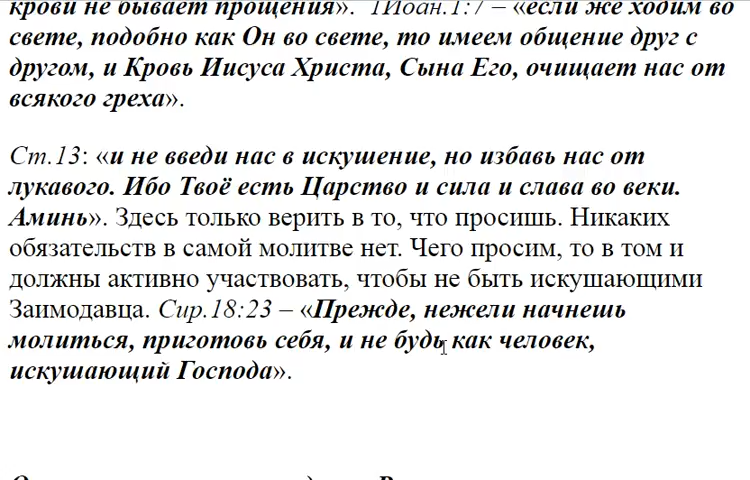 крови не бывает прощения». 1Иоан.1:7 – «если же ходим во
свете, подобно как Он во свете, то имеем общение друг с
другом, и Кровь Иисуса Христа, Сына Его, очищает нас от
всякого греха».
Ст.13: «и не введи нас в искушение, но избавь нас от
лукавого. Ибо Твоё есть Царство и сила и слава во веки.
Аминь». Здесь только верить в то, что просишь. Никаких
обязательств в самой молитве нет. Чего просим, то в том и
должны активно участвовать, чтобы не быть искушающими
Заимодавца. Сир.18:23 – «Прежде, нежели начнешь
молиться, приготовь себя, и не будь как человек,
искушающий Господа».